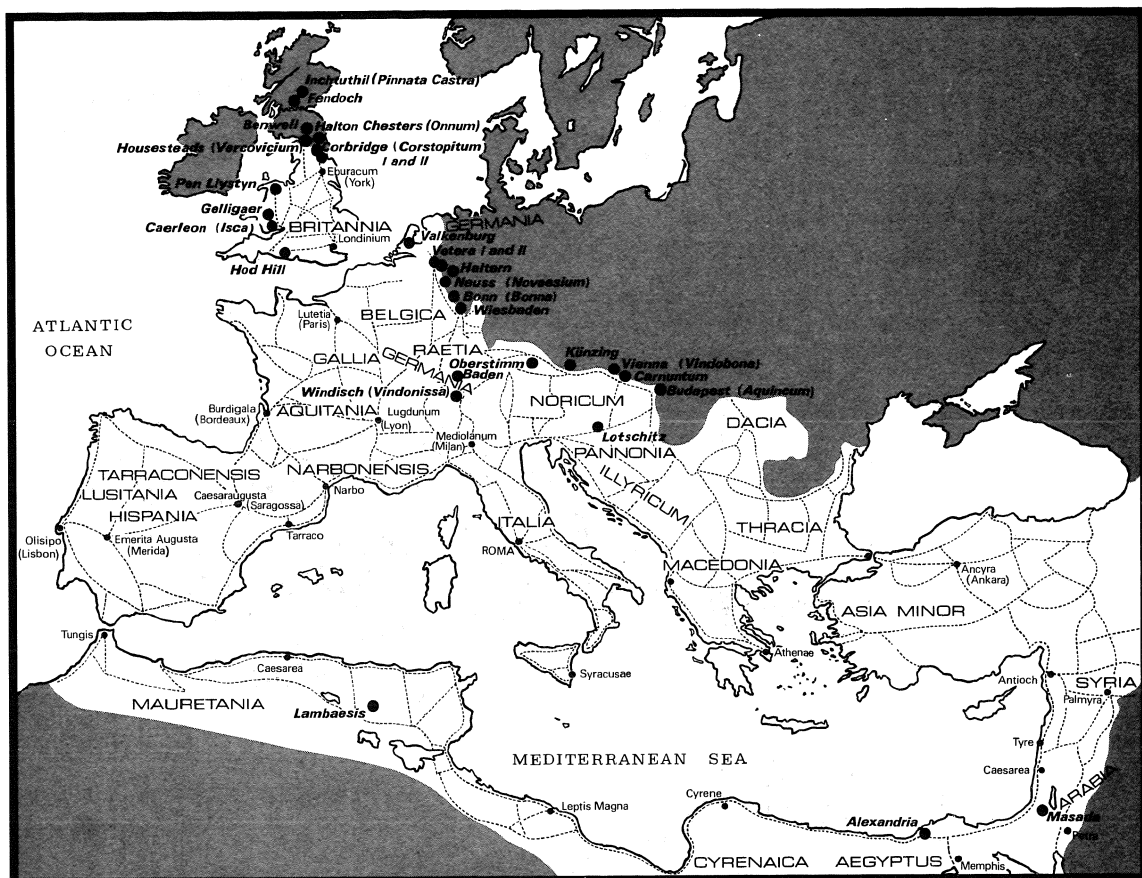 Inchtuthil (Pinnata Castra)
Fendoch
Benwell
Halton Chesters (Onnum)
Housesteads (Vercovicium)
Corbridge (Corstopitum
I and II
Eburacum
(York)
Pen Llystyn
Gelligaer
Caerleon (Isca)
BRITANNIA
Londinium
Hod Hill
GERMANIA
Valkenburg
Vetera I and II
Haltern
Neuss (Novaesium)
Bonn (Bonna)
Wiesbaden
Lutetia
(Paris)
BELGICA
ATLANTIC
OCEAN
GALLIA
GERMANIA
RAETIA
Oberstimm
Baden
Künzing
Vienna (Vindobona)
Carnuntum
Budapest (Aquincum)
Windisch (Vindonissa)
NORICUM
Burdigala
(Bordeaux)
AQUITANIA
Lugdunum
(Lyon)
Mediolanum
(Milan)
Lotschitz
DACIA
PANNONIA
TARRACONENSIS
NARBONENSIS
LUSITANIA
Caesaraugusta
(Saragossa)
Narbo
ILLYRICUM
HISPANIA
Olisipo
(Lisbon)
Emerita Augusta
(Merida)
Tarraco
ITALIA
ROMA
THRACIA
MACEDONIA
Ancyra
(Ankara)
ASIA MINOR
Tungis
Caesarea
Syracusae
Athenae
Antioch
SYRIA
Palmyra
MAURETANIA
Lambaesis
MEDITERRANEAN SEA
Tyre
Caesarea
ARABIA
Leptis Magna
Cyrene
Alexandria
Masada
Petra
CYRENAICA
AEGYPTUS
Memphis